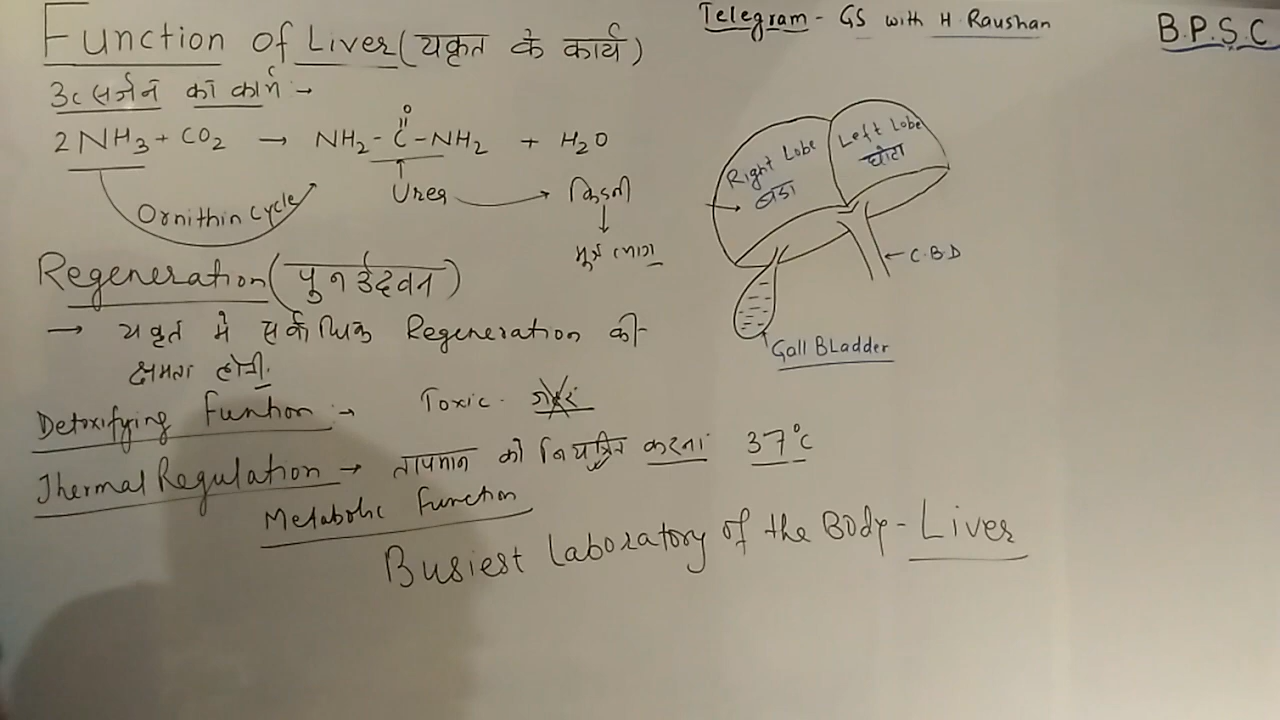 Telegram - GS with H Raushan
B.P.S.C
Function of Liver (यकृत के कार्य)
उत्सर्जन का कार्य :-
2NH₃ + CO₂ → NH₂-C-NH₂ + H₂O
O
Urea → किडनी
Ornithin Cycle
Regeneration (पुनर्उदवन)
→ यकृत में सर्वाधिक Regeneration की
क्षमता होती.
Detoxifying Funtion :- Toxic. जहर
Thermal Regulation → तापमान को नियंत्रित करना 37°C
Metabolic Function
Busiest Laboratory of the Body - Liver
Right Lobe
बडा
Left Lobe
छोटा
C.B.D
Gall Bladder